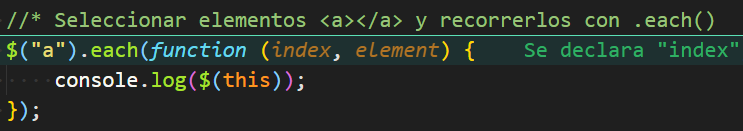 //* Seleccionar elementos <a></a> y recorrerlos con .each()
$("a").each(function (index, element) {    Se declara "index"
    console.log($(this));
});